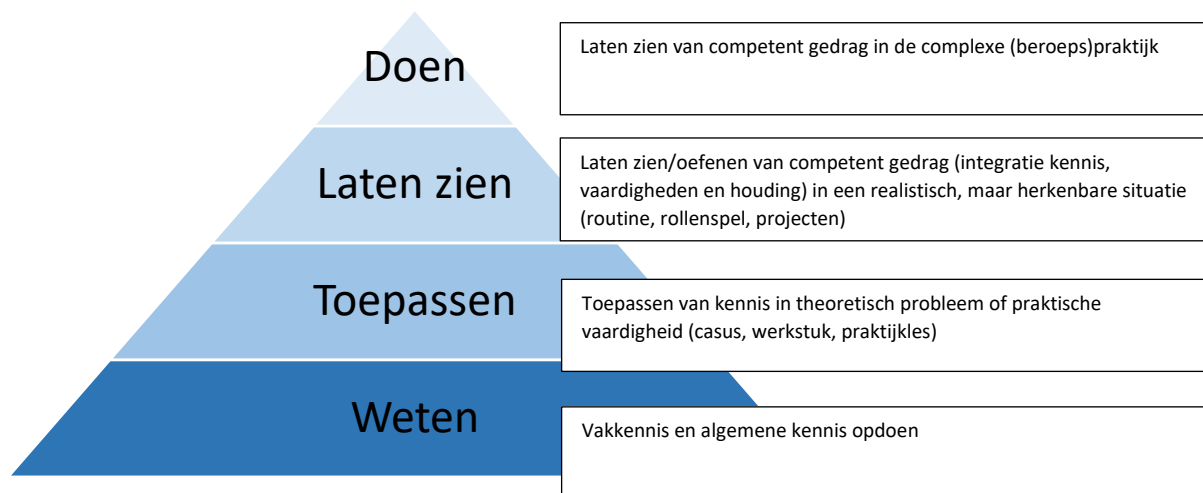 Doen
Laten zien van competent gedrag in de complexe (beroeps)praktijk
Laten zien
Laten zien/oefenen van competent gedrag (integratie kennis,
vaardigheden en houding) in een realistisch, maar herkenbare situatie
(routine, rollenspel, projecten)
Toepassen
Toepassen van kennis in theoretisch probleem of praktische
vaardigheid (casus, werkstuk, praktijkles)
Weten
Vakkennis en algemene kennis opdoen